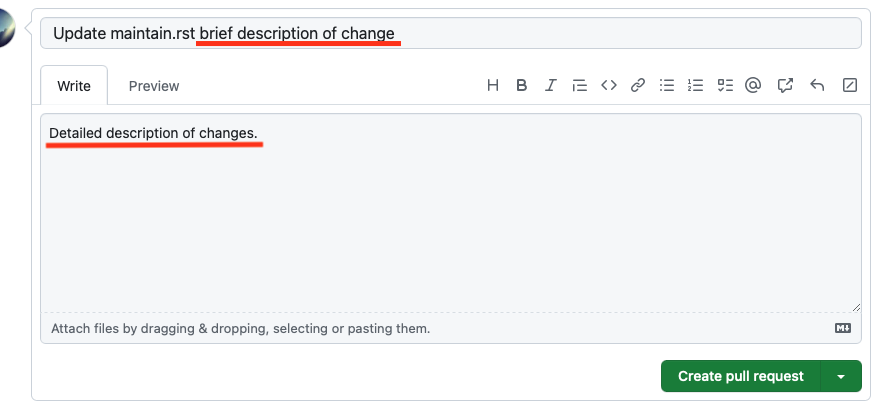 Update maintain.rst brief description of change
Write Preview H B I
Detailed description of changes.
Attach files by dragging & dropping, selecting or pasting them.
Create pull request